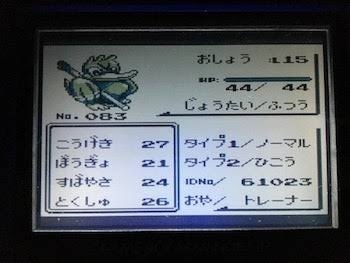 おしょう :L15
HP:
44/ 44
じょうたい/ふつう
No.083
こうげき 27
ぼうぎょ 21
すばやさ 24
とくしゅ 26
タイプ1/ノーマル
タイプ2/ひこう
IDNo/ 61023
おや/ トレーナー